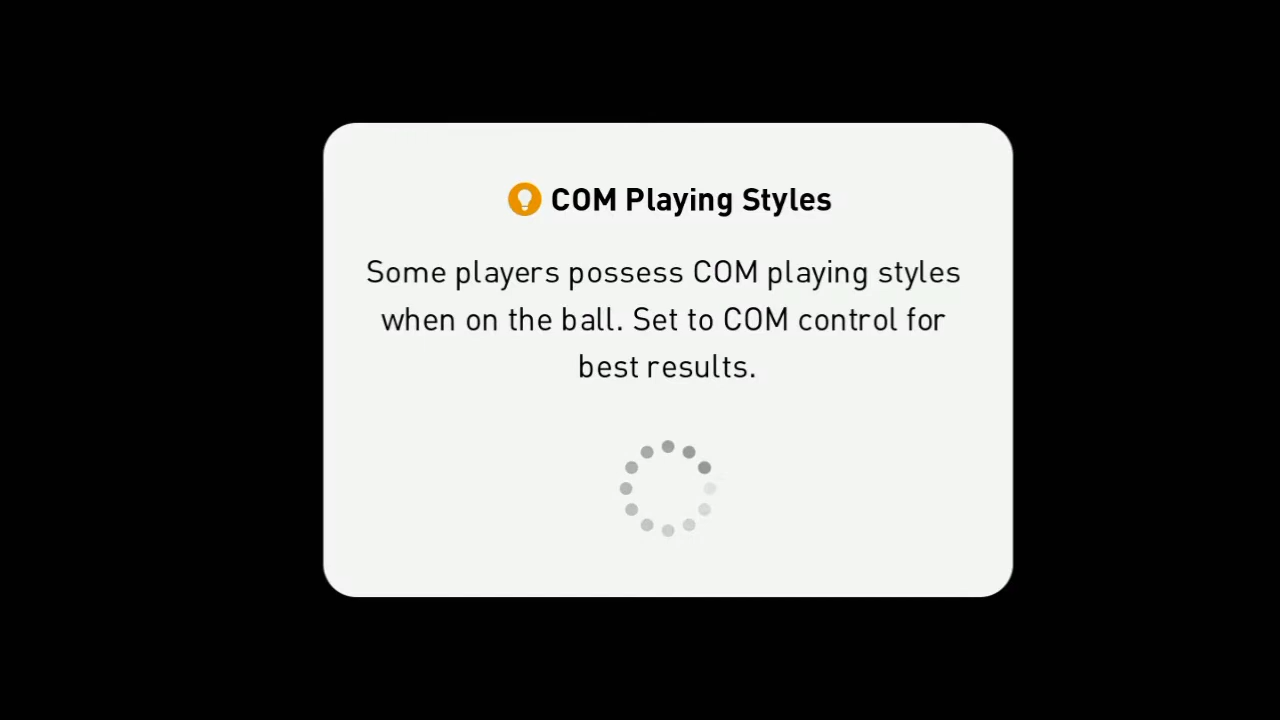 COM Playing Styles
Some players possess COM playing styles
when on the ball. Set to COM control for
best results.